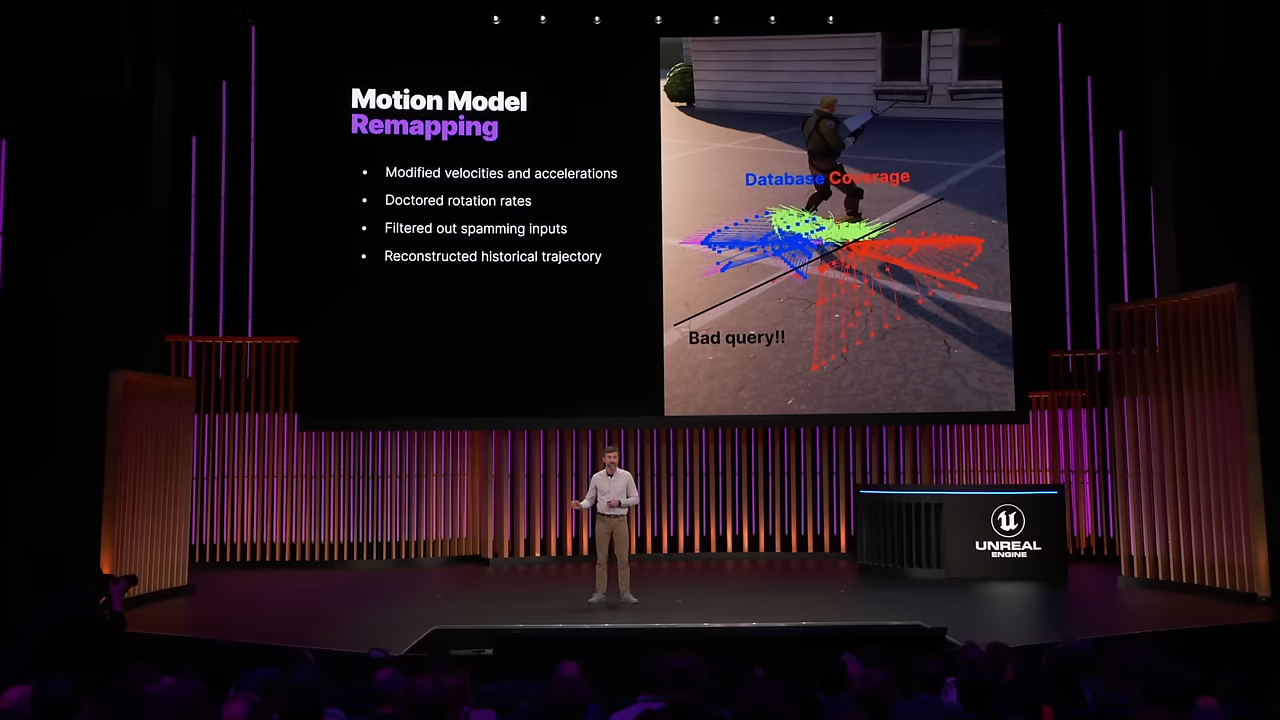 Motion Model
Remapping
• Modified velocities and accelerations
• Doctored rotation rates
• Filtered out spamming inputs
• Reconstructed historical trajectory
Database Coverage
Bad query!!
UNREAL
ENGINE